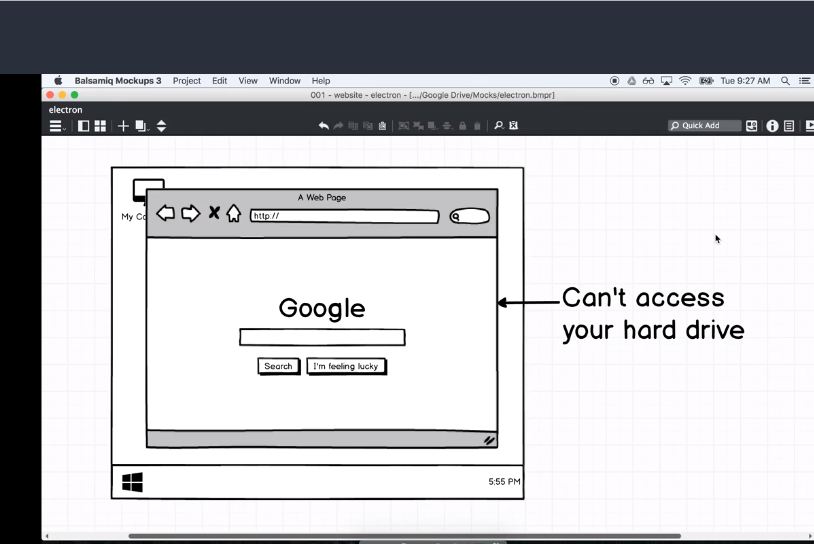 Balsamiq Mockups 3 Project Edit View Window Help Tue 9:27 AM
001 - website - electron - [.../Google Drive/Mocks/electron.bmpr]
electron
Quick Add
A Web Page
My Co
http://
Can't access
your hard drive
Google
Search I'm feeling lucky
5:55 PM